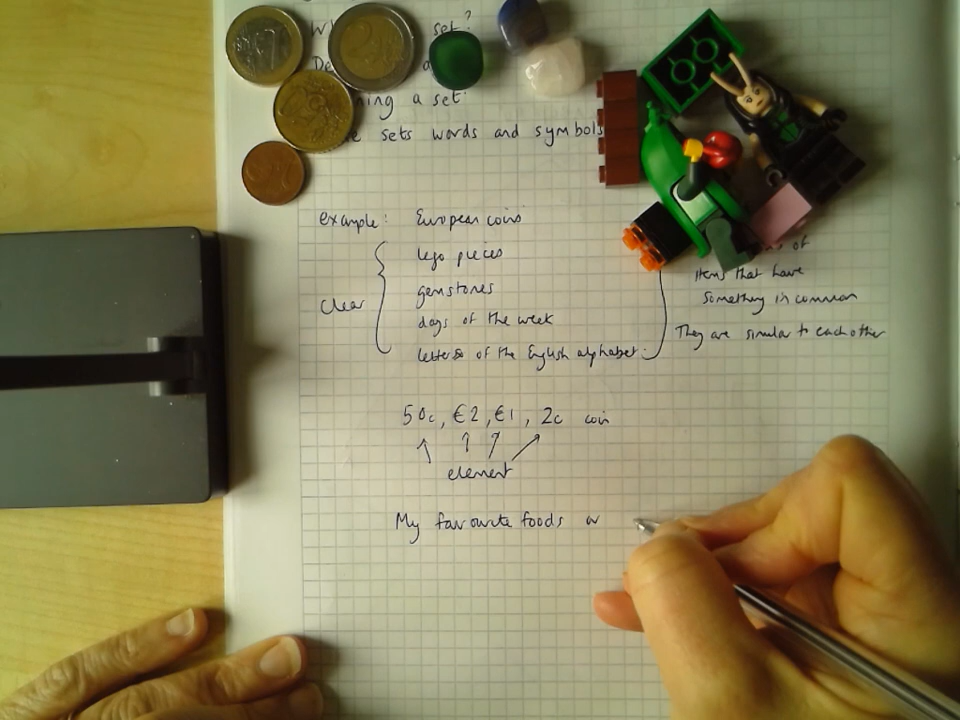 set?
a
a set:
sets words and symbols
example: European coins
lego pieces
Clear gemstones
days of the week
letters of the English alphabet
of
items that have
something in common
They are similar to each other
50c, €2, €1, 2c coin
element
My favourite foods